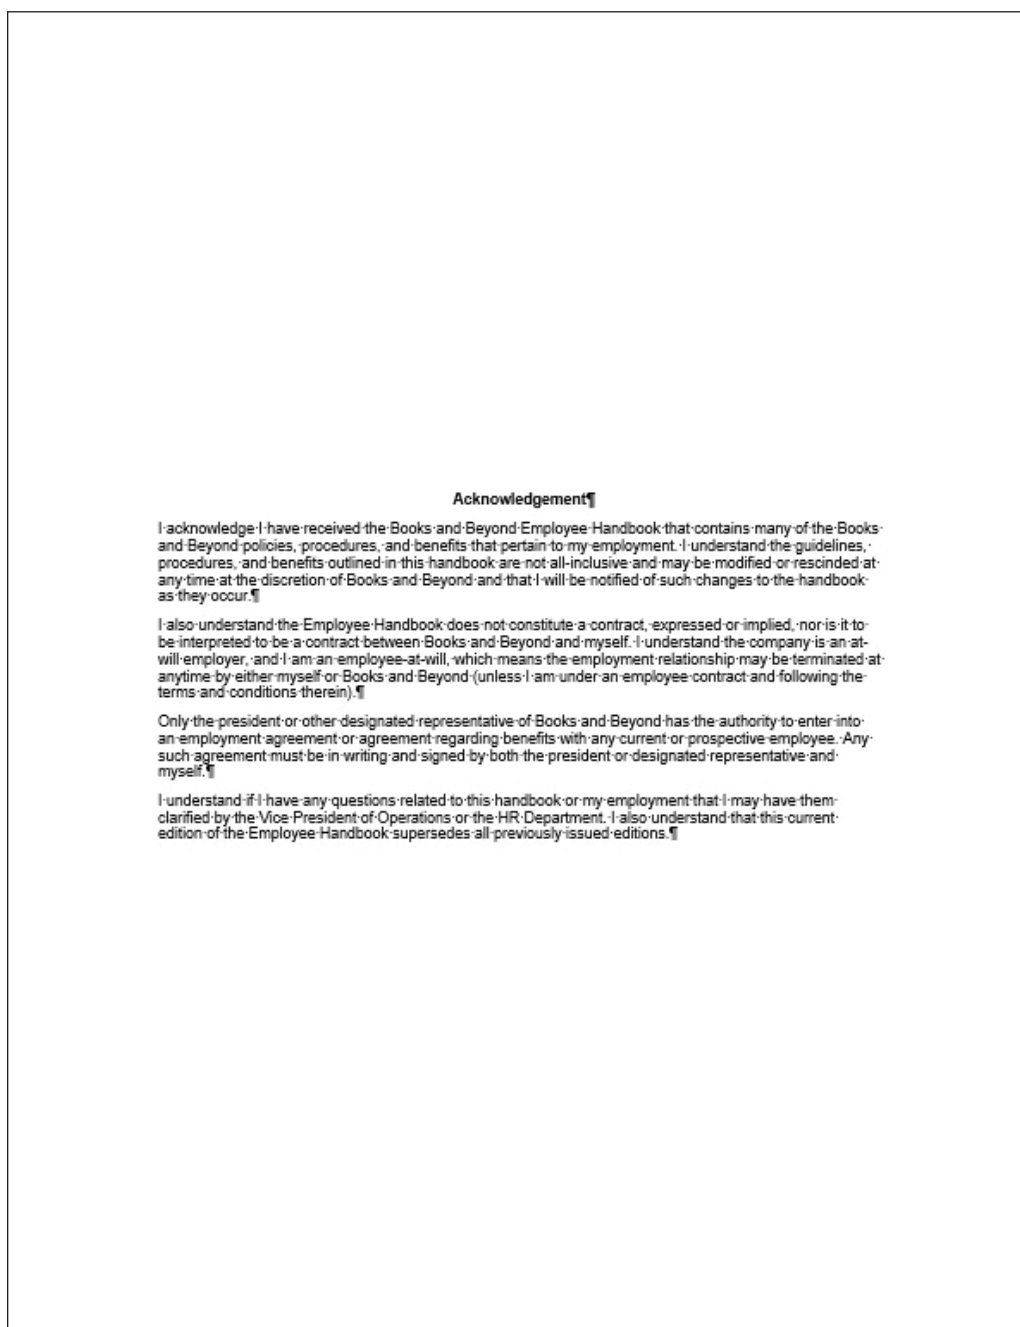 Acknowledgement¶
I·acknowledge·I·have·received·the·Books·and·Beyond·Employee·Handbook·that·contains·many·of·the·Books·
and·Beyond·policies,·procedures,·and·benefits·that·pertain·to·my·employment.·I·understand·the·guidelines,·
procedures,·and·benefits·outlined·in·this·handbook·are·not·all-inclusive·and·may·be·modified·or·rescinded·at·
any·time·at·the·discretion·of·Books·and·Beyond·and·that·I·will·be·notified·of·such·changes·to·the·handbook·
as·they·occur.¶
I·also·understand·the·Employee·Handbook·does·not·constitute·a·contract,·expressed·or·implied,·nor·is·it·to·
be·interpreted·to·be·a·contract·between·Books·and·Beyond·and·myself.·I·understand·the·company·is·an·at-
will·employer,·and·I·am·an·employee-at-will,·which·means·the·employment·relationship·may·be·terminated·at·
anytime·by·either·myself·or·Books·and·Beyond·(unless·I·am·under·an·employee·contract·and·following·the·
terms·and·conditions·therein).¶
Only·the·president·or·other·designated·representative·of·Books·and·Beyond·has·the·authority·to·enter·into·
an·employment·agreement·or·agreement·regarding·benefits·with·any·current·or·prospective·employee.·Any·
such·agreement·must·be·in·writing·and·signed·by·both·the·president·or·designated·representative·and·
myself.¶
I·understand·if·I·have·any·questions·related·to·this·handbook·or·my·employment·that·I·may·have·them·
clarified·by·the·Vice·President·of·Operations·or·the·HR·Department.·I·also·understand·that·this·current·
edition·of·the·Employee·Handbook·supersedes·all·previously·issued·editions.¶